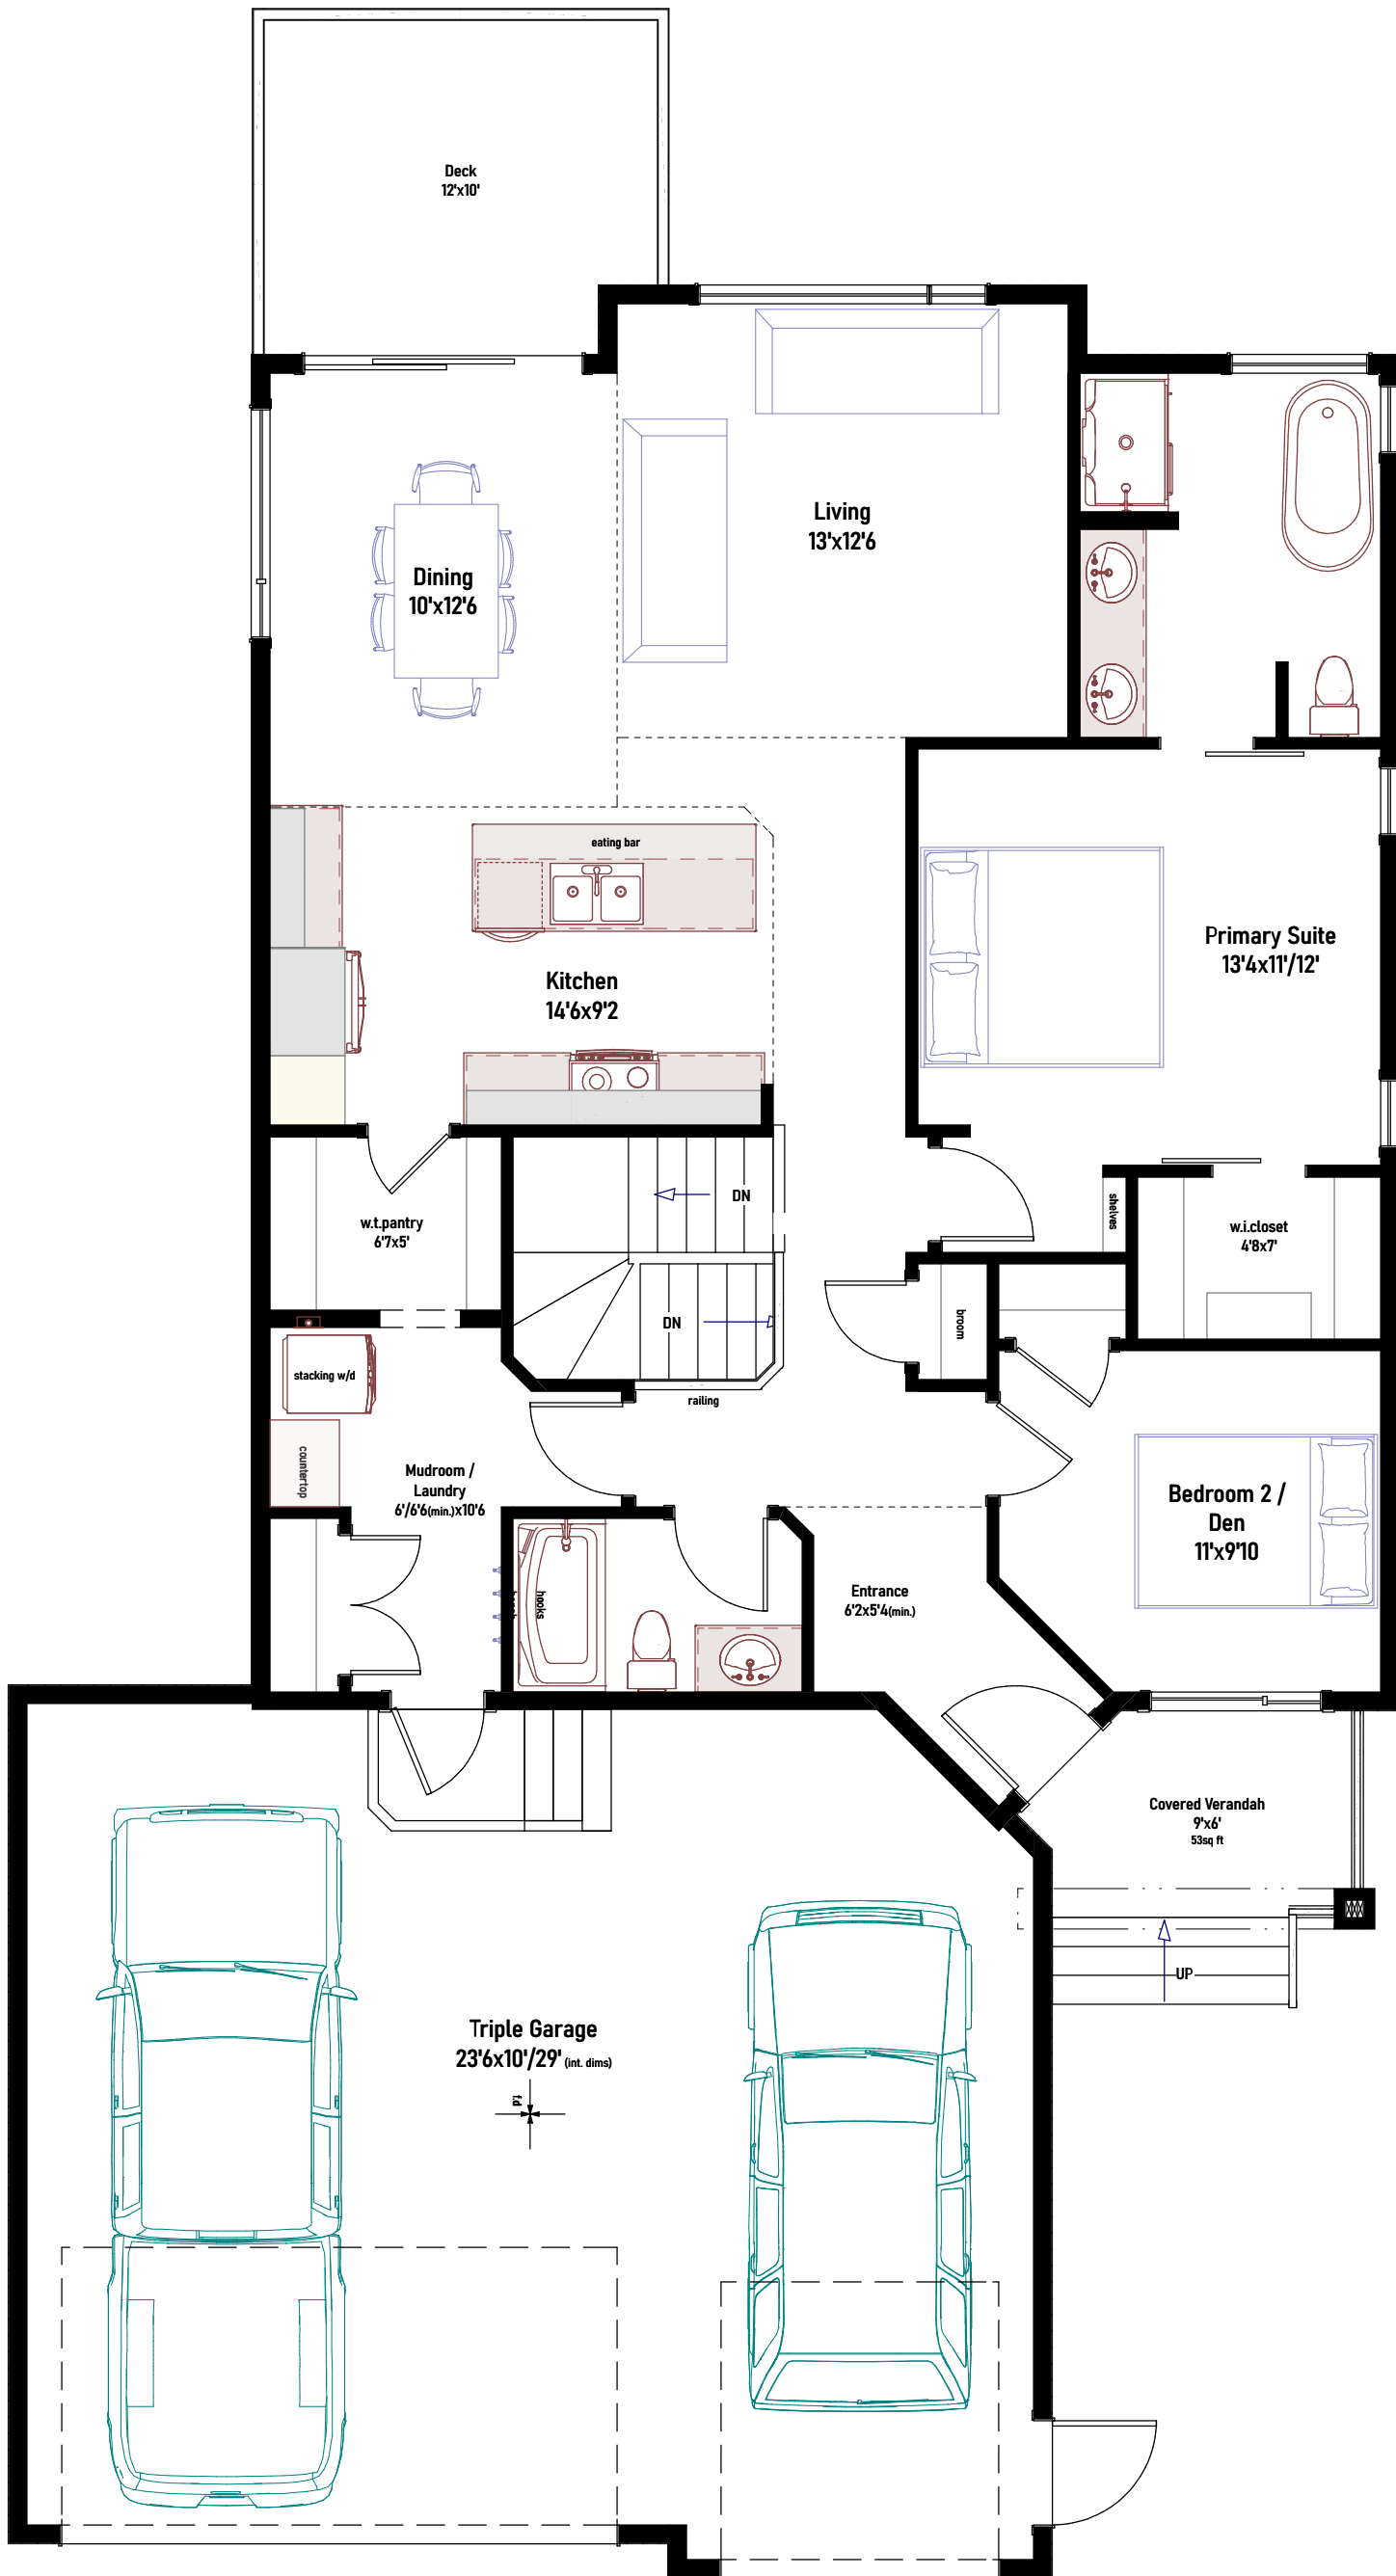 Deck
12'x10'
Living
13'x12'6
Dining
10'x12'6
eating bar
Primary Suite
13'4x11'/12'
Kitchen
14'6x9'2
DN
shelves
w.t.pantry
6'7x5'
w.i.closet
4'8x7'
DN
broom
stacking w/d
railing
countertop
Mudroom /
Laundry
6'/6'6(min.)x10'6
Bedroom 2 /
Den
11'x9'10
hooks
Entrance
6'2x5'4(min.)
Covered Verandah
9'x6'
53sq ft
UP
Triple Garage
23'6x10'/29' (int. dims)
f.d